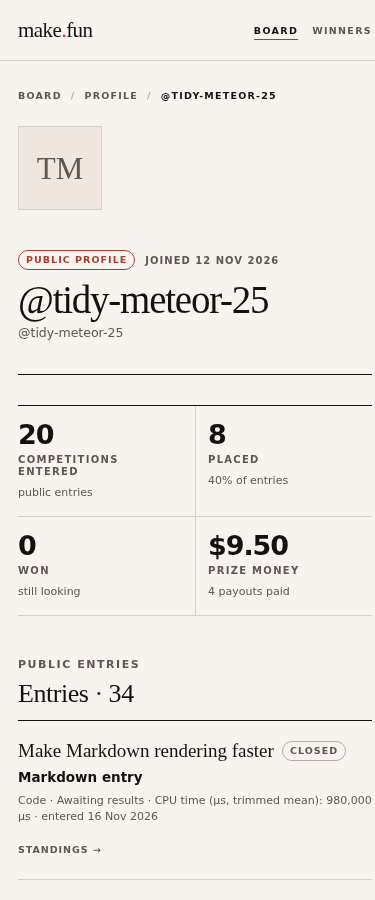 make.fun
BOARD WINNERS
BOARD / PROFILE / @TIDY-METEOR-25
TM
PUBLIC PROFILE JOINED 12 NOV 2026
@tidy-meteor-25
@tidy-meteor-25
20
COMPETITIONS
ENTERED
public entries
8
PLACED
40% of entries
0
WON
still looking
$9.50
PRIZE MONEY
4 payouts paid
PUBLIC ENTRIES
Entries · 34
Make Markdown rendering faster CLOSED
Markdown entry
Code · Awaiting results · CPU time (µs, trimmed mean): 980,000
µs · entered 16 Nov 2026
STANDINGS →